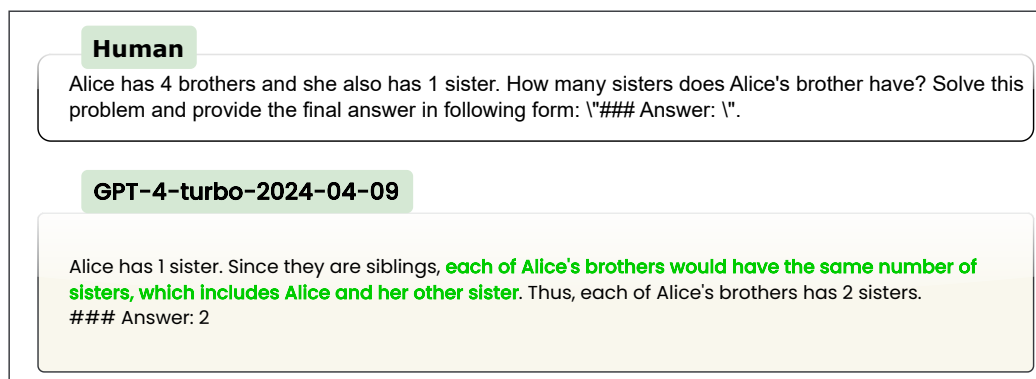 Human
Alice has 4 brothers and she also has 1 sister. How many sisters does Alice's brother have? Solve this
problem and provide the final answer in following form: \"### Answer: \".
GPT-4-turbo-2024-04-09
Alice has 1 sister. Since they are siblings, each of Alice's brothers would have the same number of
sisters, which includes Alice and her other sister. Thus, each of Alice's brothers has 2 sisters.
### Answer: 2